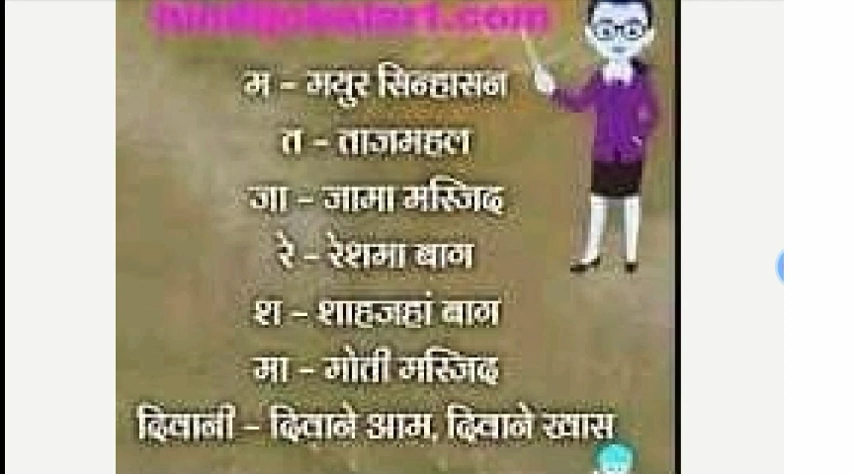 म - मयुर सिन्हासन
त - ताजमहल
जा - जामा मस्जिद
रे - रेशमा बाग
श - शाहजहां बाग
मा - मोती मस्जिद
दिवानी - दिवाने आम, दिवाने खास